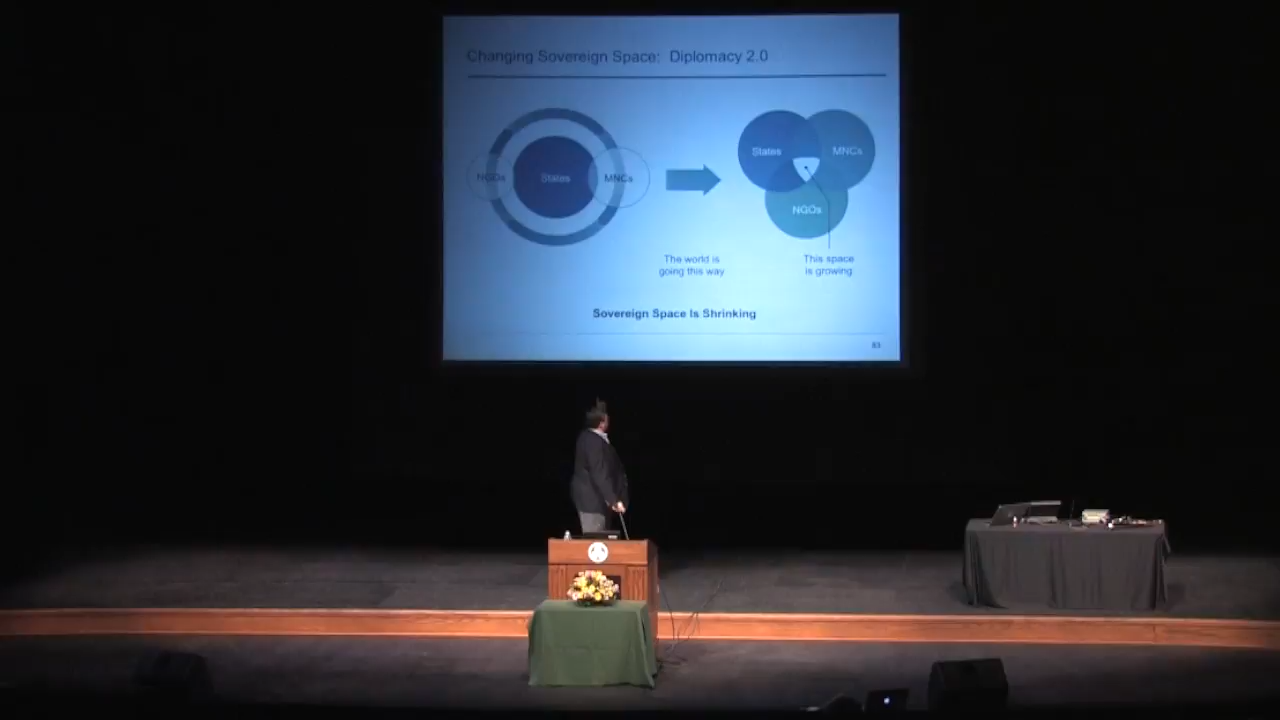 Changing Sovereign Space: Diplomacy 2.0
NGOs
States
MNCs
States
MNCs
NGOs
The world is
going this way
This space
is growing
Sovereign Space Is Shrinking
83